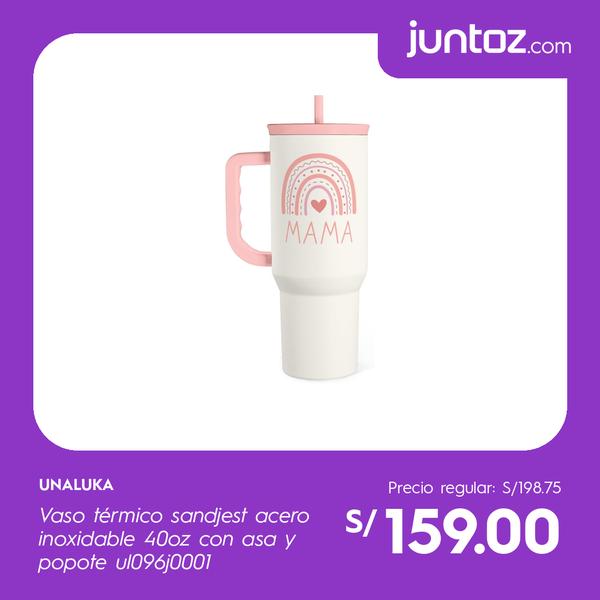 juntoz.com
MAMA
UNALUKA
Vaso térmico sandjest acero
inoxidable 40oz con asa y
popote ul096j0001
Precio regular: S/198.75
S/159.00